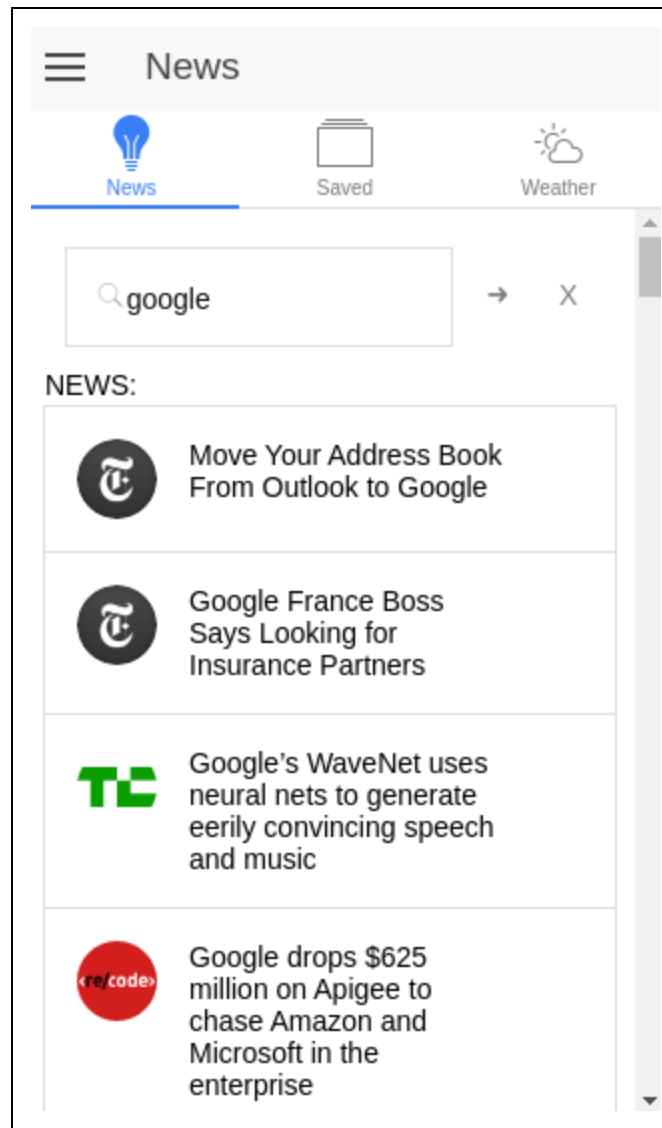 News
News
Saved
Weather
google
X
NEWS:
T
Move Your Address Book
From Outlook to Google
T
Google France Boss
Says Looking for
Insurance Partners
TC
Google’s WaveNet uses
neural nets to generate
eerily convincing speech
and music
<re/code>
Google drops $625
million on Apigee to
chase Amazon and
Microsoft in the
enterprise